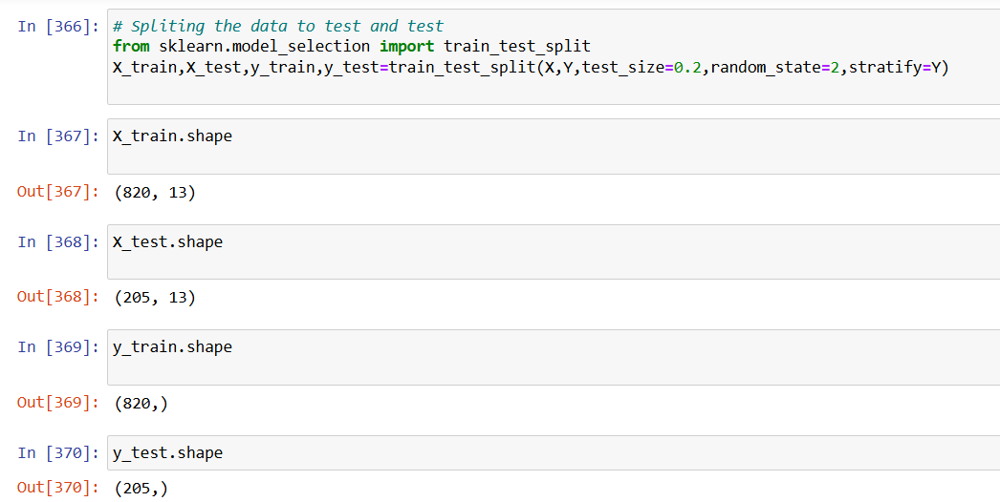 In [366]: # Spliting the data to test and test
from sklearn.model_selection import train_test_split
X_train,X_test,y_train,y_test=train_test_split(X,Y,test_size=0.2,random_state=2,stratify=Y)
In [367]: X_train.shape
Out[367]: (820, 13)
In [368]: X_test.shape
Out[368]: (205, 13)
In [369]: y_train.shape
Out[369]: (820,)
In [370]: y_test.shape
Out[370]: (205,)